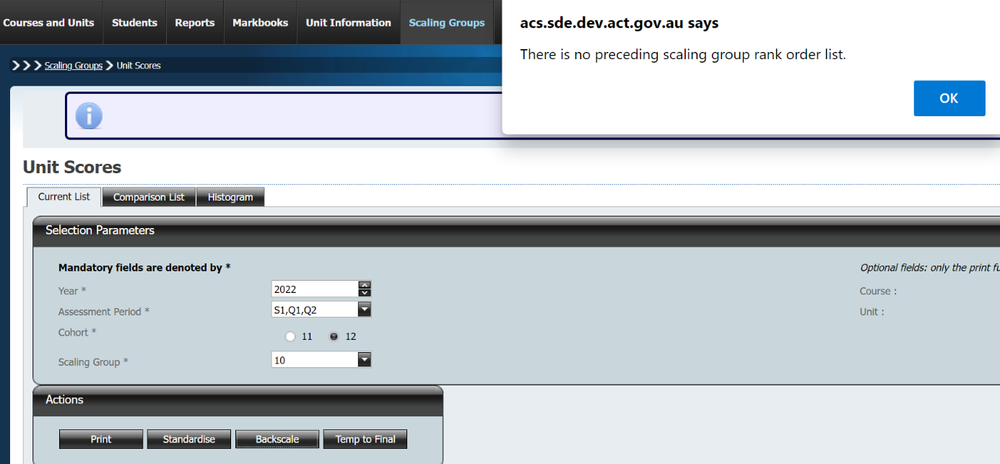 Courses and Units Students Reports Markbooks Unit Information Scaling Groups
acs.sde.dev.act.gov.au says
There is no preceding scaling group rank order list.
OK
Scaling Groups Unit Scores
Unit Scores
Current List Comparison List Histogram
Selection Parameters
Mandatory fields are denoted by *
Optional fields: only the print fu
Year * 2022
Course :
Assessment Period * S1,Q1,Q2
Unit :
Cohort * 11 12
Scaling Group * 10
Actions
Print Standardise Backscale Temp to Final